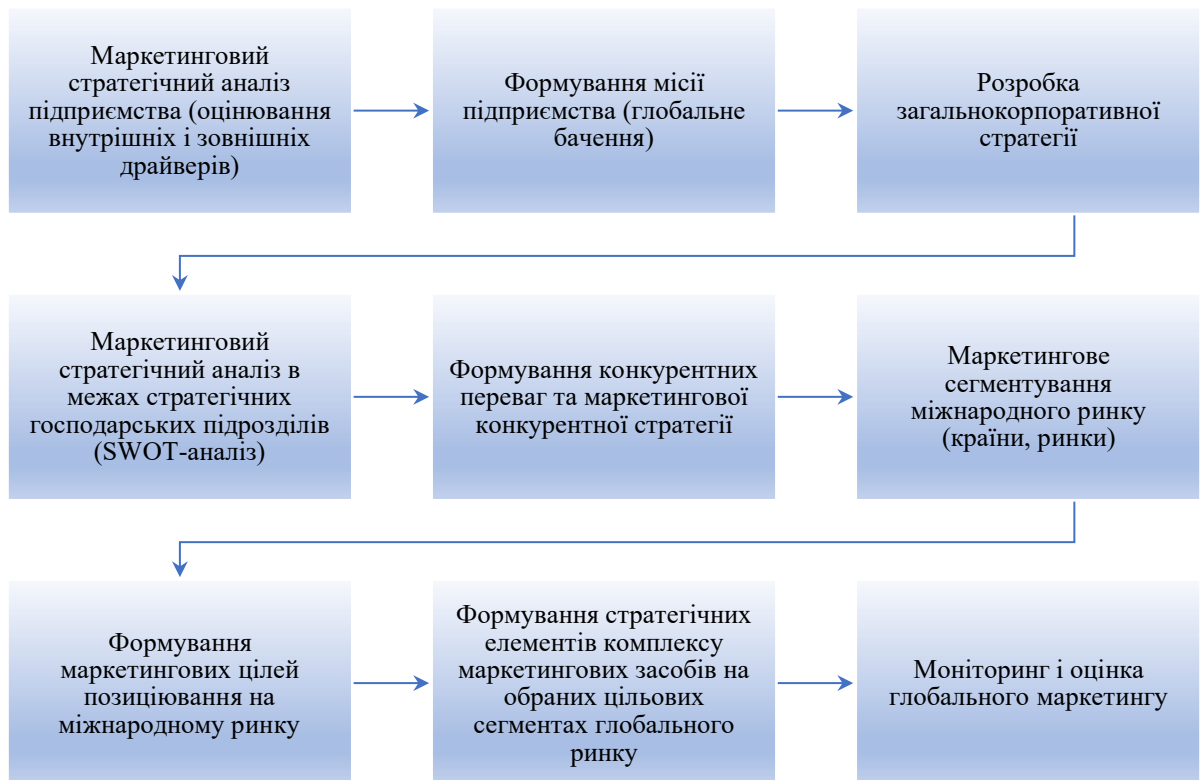 Маркетинговий
стратегічний аналіз
підприємства (оцінювання
внутрішніх і зовнішніх
драйверів)
Формування місії
підприємства (глобальне
бачення)
Розробка
загальнокорпоративної
стратегії
Маркетинговий
стратегічний аналіз в
межах стратегічних
господарських підрозділів
(SWOT-аналіз)
Формування конкурентних
переваг та маркетингової
конкурентної стратегії
Маркетингове
сегментування
міжнародного ринку
(країни, ринки)
Формування
маркетингових цілей
позиціювання на
міжнародному ринку
Формування стратегічних
елементів комплексу
маркетингових засобів на
обраних цільових
сегментах глобального
ринку
Моніторинг і оцінка
глобального маркетингу